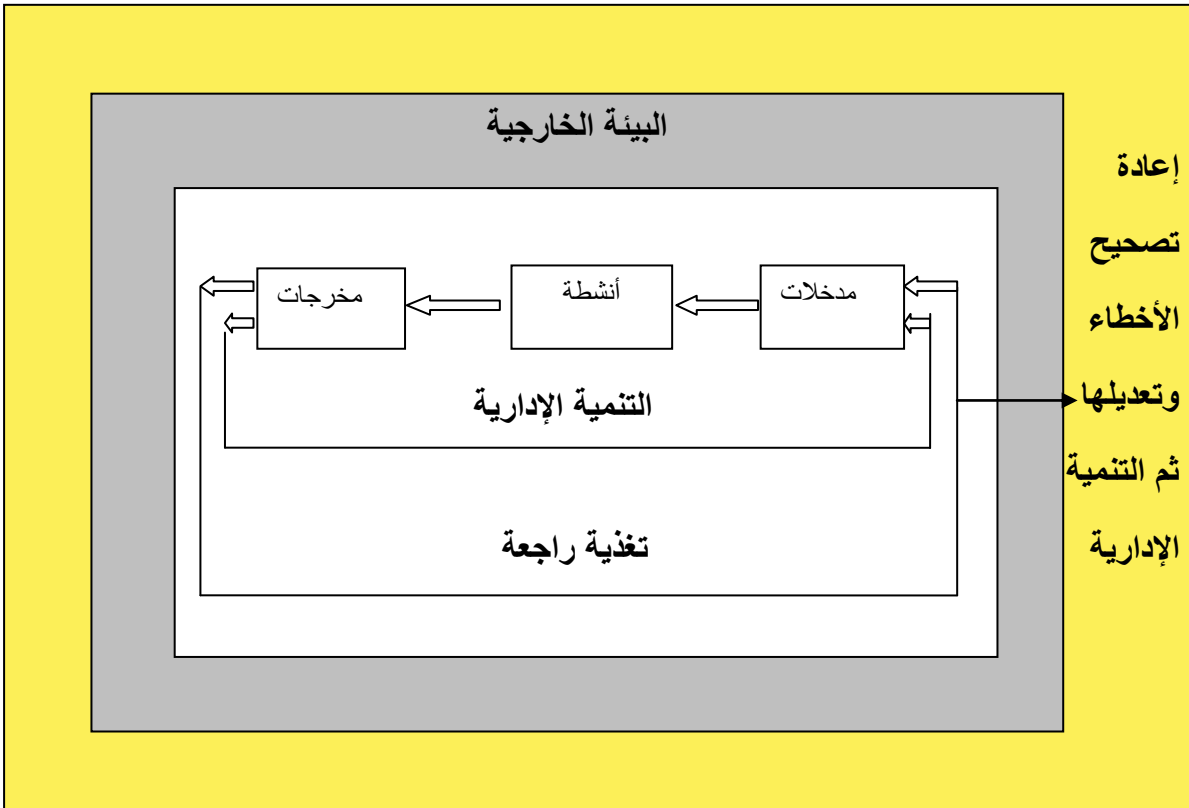 البيئة الخارجية
مدخلات
أنشطة
مخرجات
التنمية الإدارية
تغذية راجعة
إعادة
تصحيح
الأخطاء
وتعديلها
ثم التنمية
الإدارية